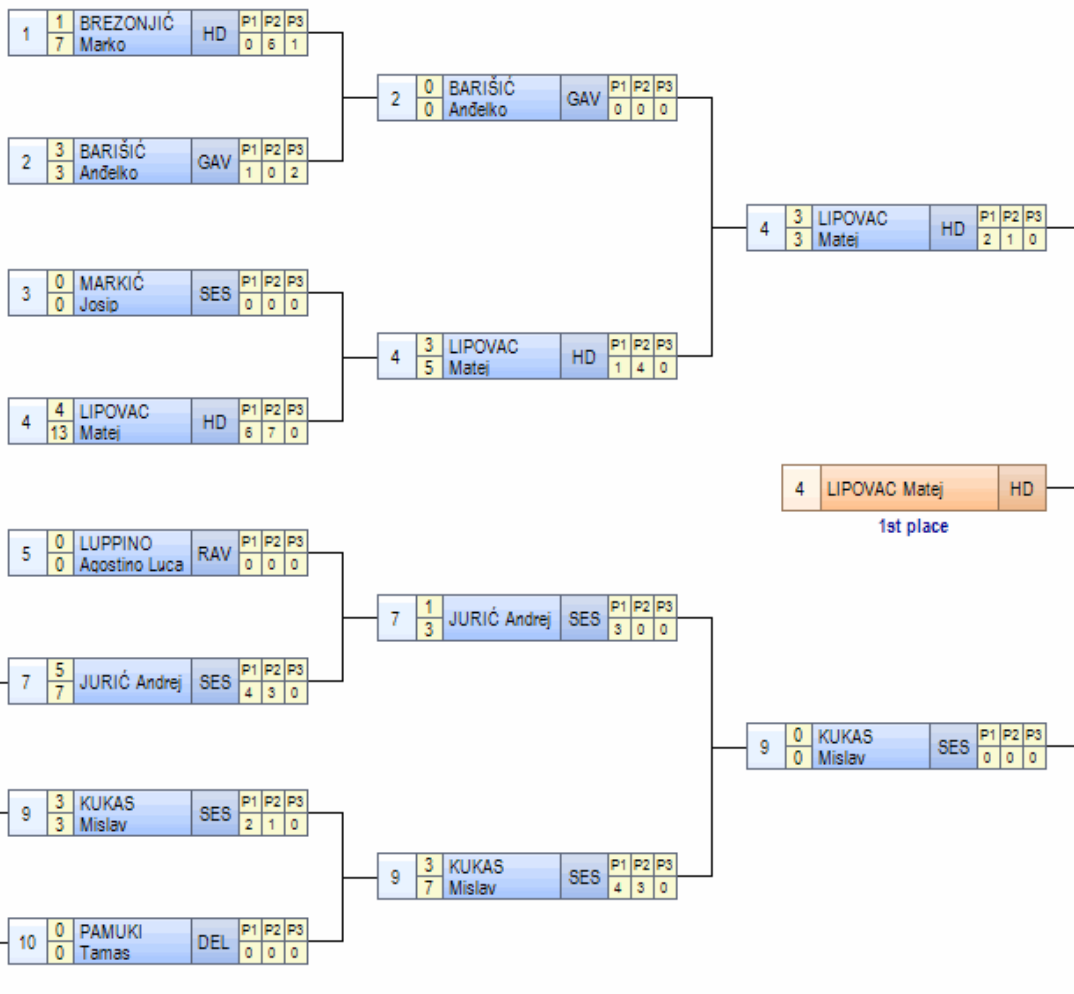 1 1 BREZONJIĆ HD P1 P2 P3
7 Marko 0 6 1
2 3 BARIŠIĆ GAV P1 P2 P3
3 Anđelko 1 0 2
3 0 MARKIĆ SES P1 P2 P3
0 Josip 0 0 0
4 4 LIPOVAC HD P1 P2 P3
13 Matej 6 7 0
5 0 LUPPINO RAV P1 P2 P3
0 Agostino Luca 0 0 0
7 5 JURIĆ Andrej SES P1 P2 P3
7 4 3 0
9 3 KUKAS SES P1 P2 P3
3 Mislav 2 1 0
10 0 PAMUKI DEL P1 P2 P3
0 Tamas 0 0 0
2 0 BARIŠIĆ GAV P1 P2 P3
0 Anđelko 0 0 0
4 3 LIPOVAC HD P1 P2 P3
5 Matej 1 4 0
7 1 JURIĆ Andrej SES P1 P2 P3
3 3 0 0
9 3 KUKAS SES P1 P2 P3
7 Mislav 4 3 0
4 3 LIPOVAC HD P1 P2 P3
3 Matej 2 1 0
4 LIPOVAC Matej HD
1st place
9 0 KUKAS SES P1 P2 P3
0 Mislav 0 0 0